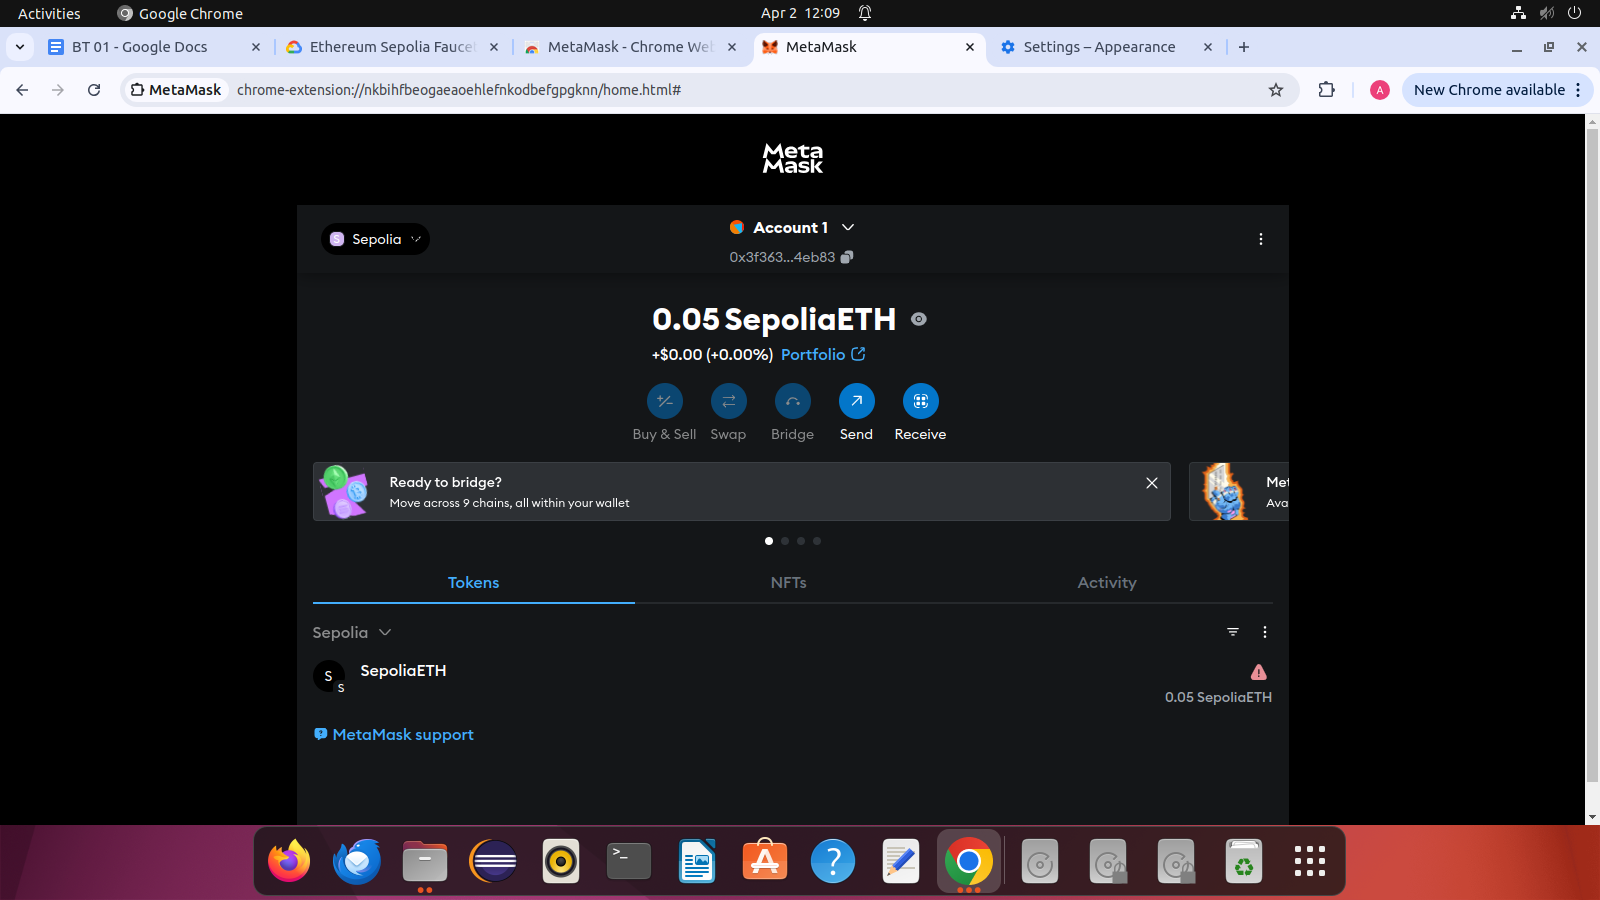 Activities
Google Chrome
Apr 2 12:09
BT 01 - Google Docs
Ethereum Sepolia Faucet
MetaMask - Chrome Web
MetaMask
Settings – Appearance
MetaMask
chrome-extension://nkbihfbeogaeaoehlefnkodbefgpgknn/home.html#
A
New Chrome available
Meta
Mask
S
Sepolia
Account 1
0x3f363...4eb83
0.05 SepoliaETH
+$0.00 (+0.00%) Portfolio
Buy & Sell
Swap
Bridge
Send
Receive
Ready to bridge?
Move across 9 chains, all within your wallet
Met
Ava
Tokens
NFTs
Activity
Sepolia
S
S
SepoliaETH
0.05 SepoliaETH
MetaMask support